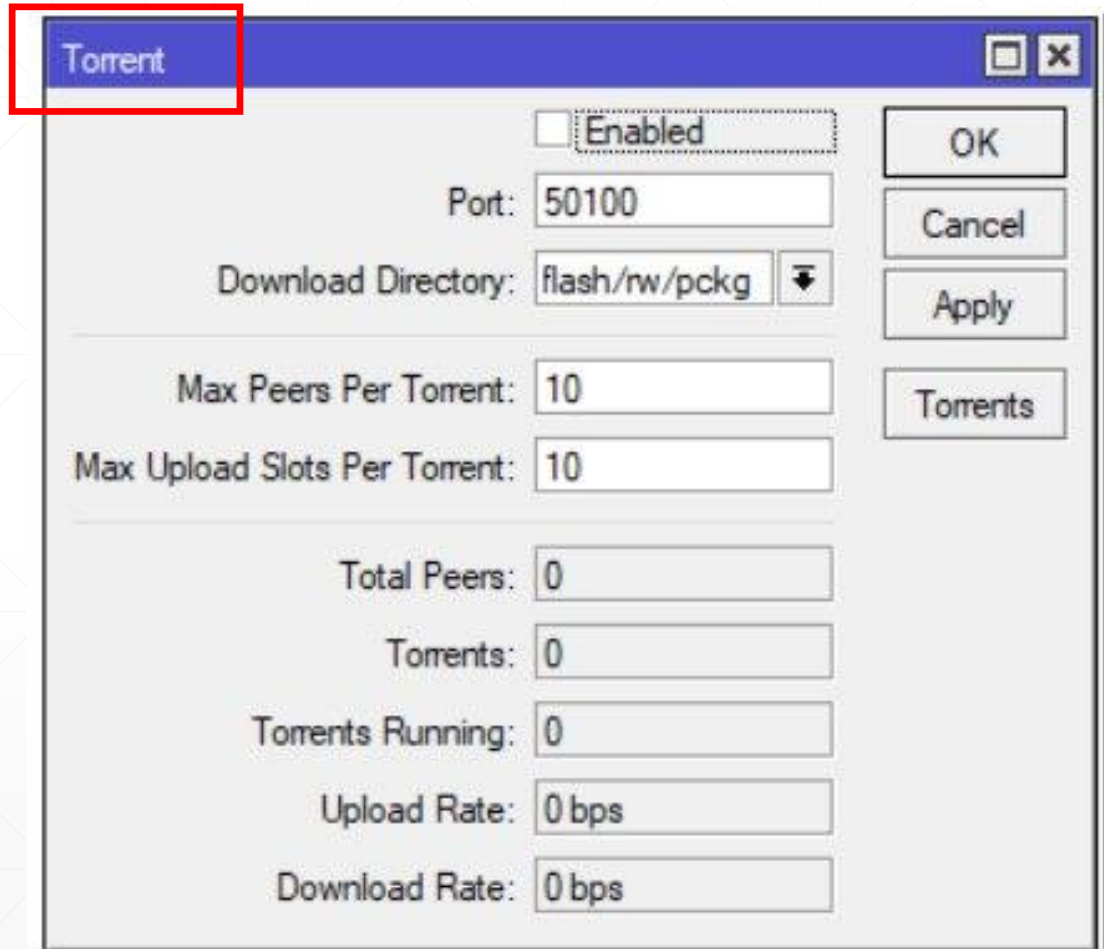 Torrent
Enabled
OK
Port: 50100
Cancel
Download Directory: flash/rw/pckg
Apply
Max Peers Per Torrent: 10
Torrents
Max Upload Slots Per Torrent: 10
Total Peers: 0
Torrents: 0
Torrents Running: 0
Upload Rate: 0 bps
Download Rate: 0 bps